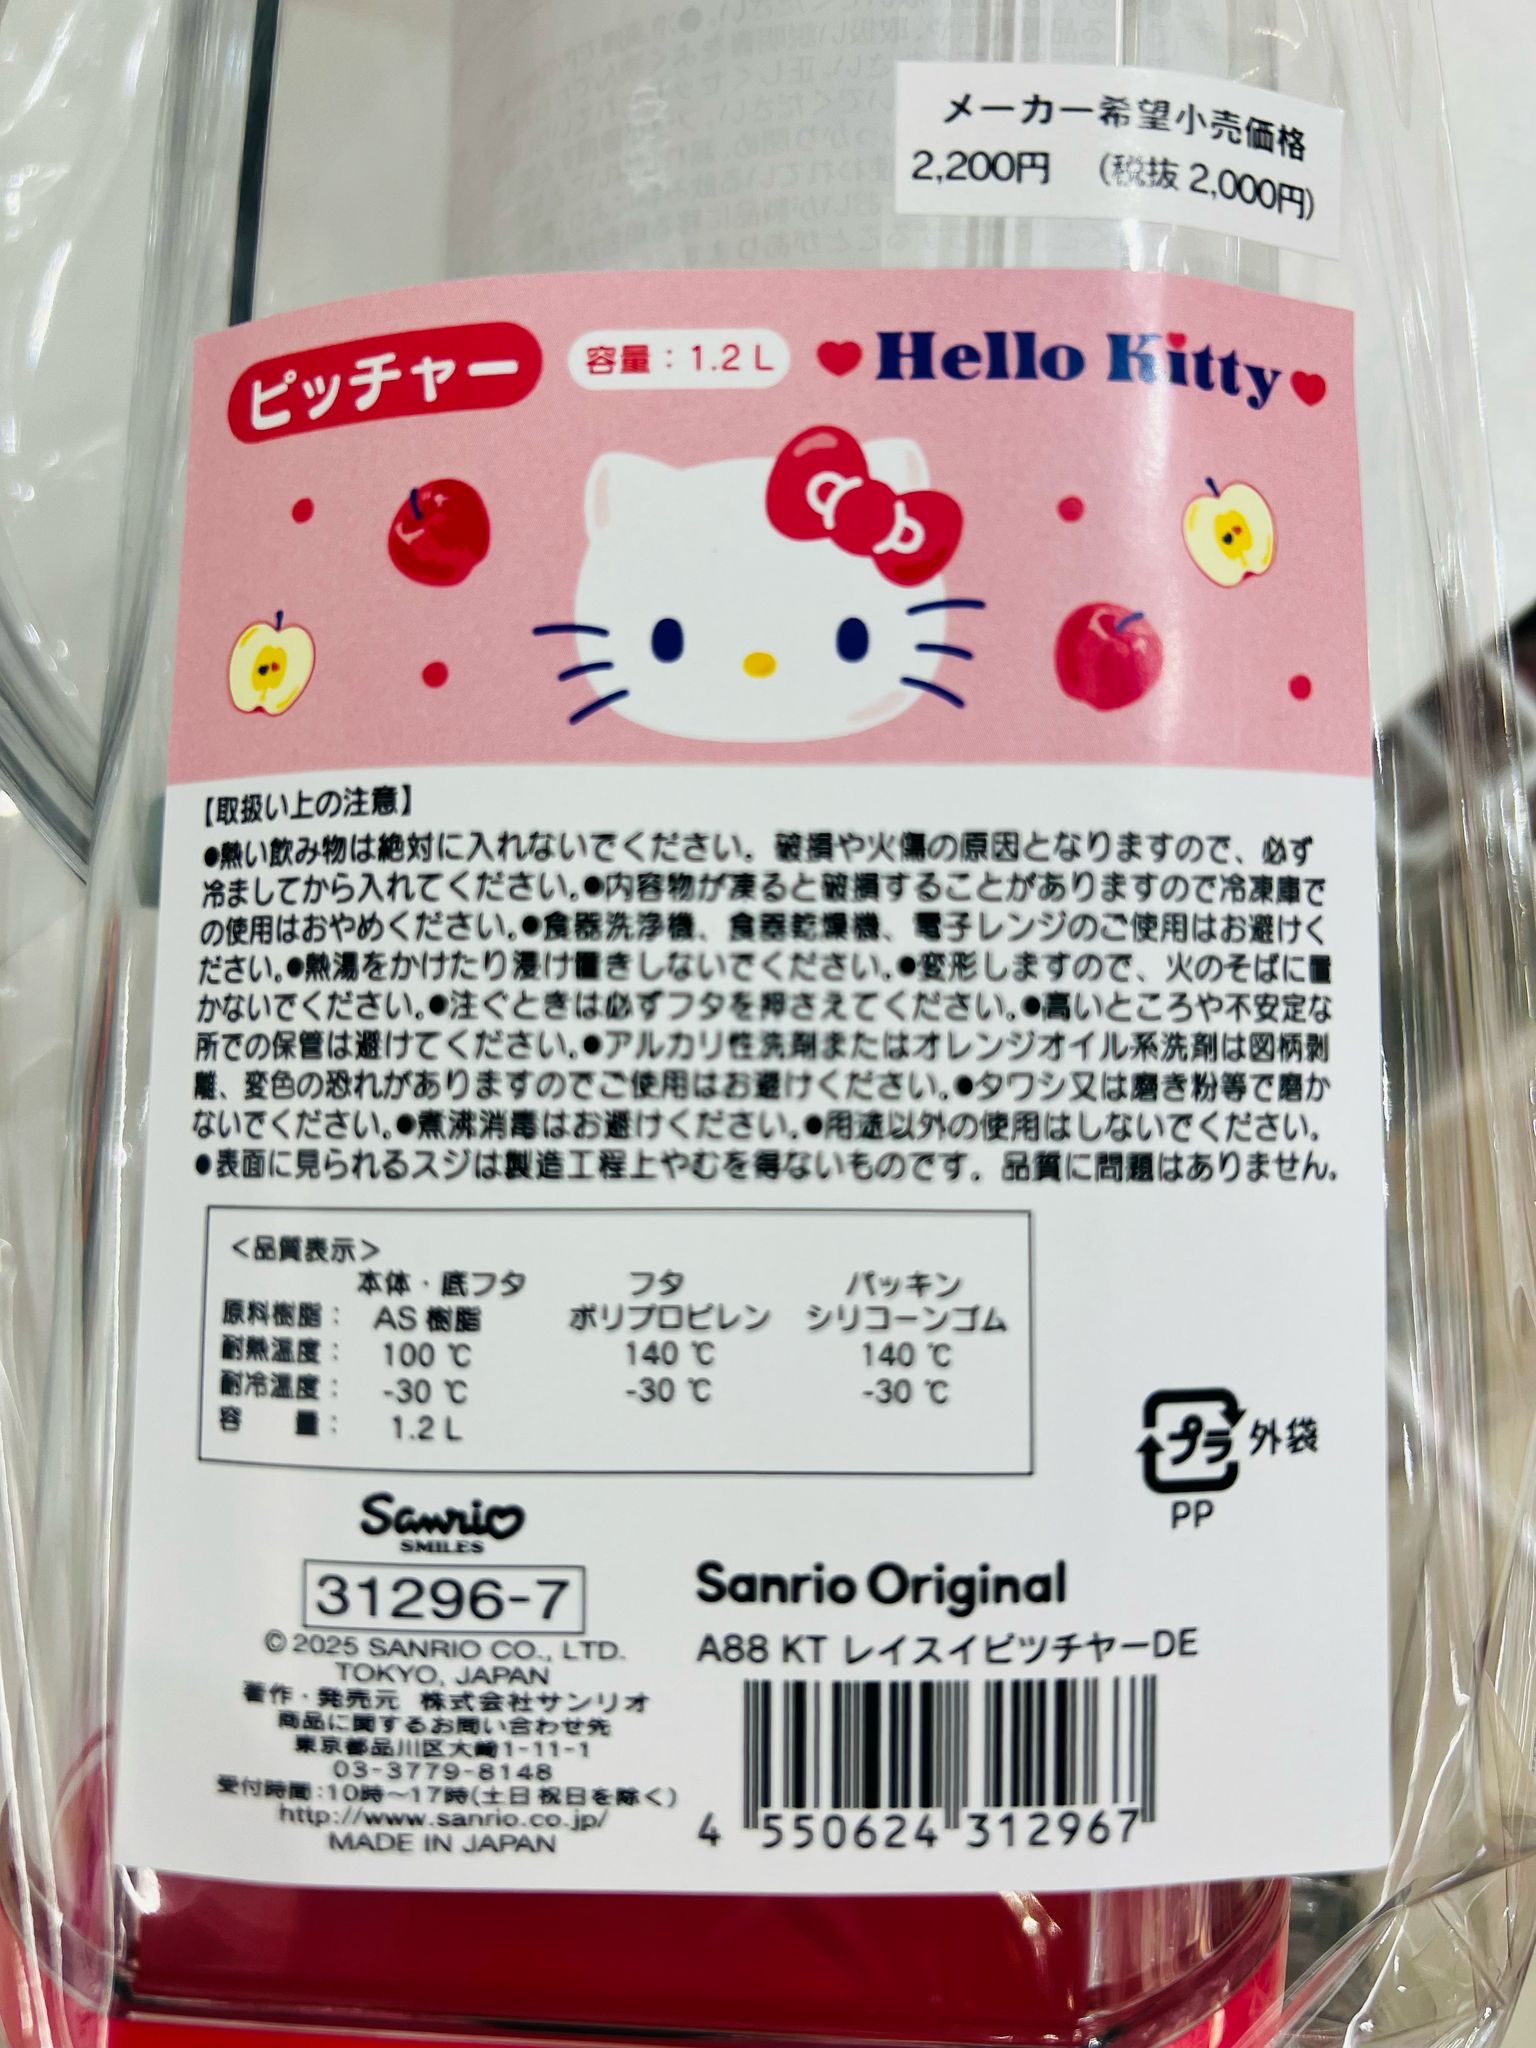 メーカー希望小売価格
2,200円 (税抜 2,000円)
ピッチャー 容量：1.2 L Hello Kitty
【取扱い上の注意】
●熱い飲み物は絶対に入れないでください。破損や火傷の原因となりますので、必ず
冷ましてから入れてください。●内容物が凍ると破損することがありますので冷凍庫で
の使用はおやめください。●食器洗浄機、食器乾燥機、電子レンジのご使用はお避けく
ださい。●熱湯をかけたり浸け置きしないでください。●変形しますので、火のそばに置
かないでください。●注ぐときは必ずフタを押さえてください。●高いところや不安定な
所での保管は避けてください。●アルカリ性洗剤またはオレンジオイル系洗剤は図柄剥
離、変色の恐れがありますのでご使用はお避けください。●タワシ又は磨き粉等で磨か
ないでください。●煮沸消毒はお避けください。●用途以外の使用はしないでください。
●表面に見られるスジは製造工程上やむを得ないものです。品質に問題はありません。
＜品質表示＞
本体・底フタ フタ パッキン
原料樹脂： AS 樹脂 ポリプロピレン シリコーンゴム
耐熱温度： 100 ℃ 140 ℃ 140 ℃
耐冷温度： -30 ℃ -30 ℃ -30 ℃
容 量： 1.2 L
プラ 外袋
PP
Sanrio
SMILES
31296-7
© 2025 SANRIO CO., LTD.
TOKYO, JAPAN
著作・発売元 株式会社サンリオ
商品に関するお問い合わせ先
東京都品川区大崎1-11-1
03-3779-8148
受付時間:10時〜17時(土日祝日を除く)
http://www.sanrio.co.jp/
MADE IN JAPAN
Sanrio Original
A88 KT レイスイピッチャーDE
4 550624 312967